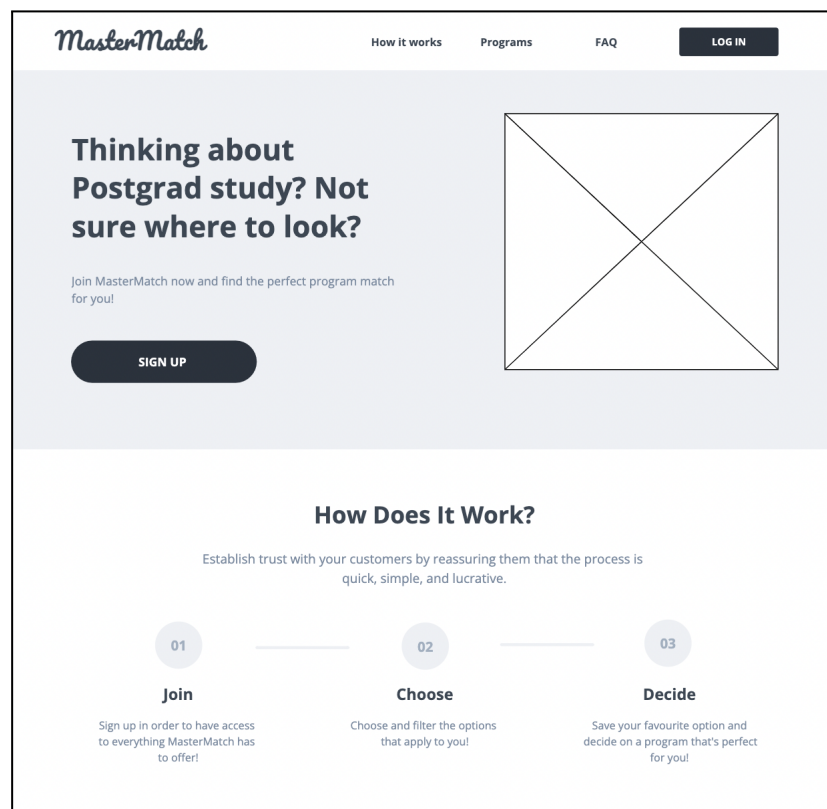 MasterMatch
How it works
Programs
FAQ
LOG IN
Thinking about
Postgrad study? Not
sure where to look?
Join MasterMatch now and find the perfect program match
for you!
SIGN UP
How Does It Work?
Establish trust with your customers by reassuring them that the process is
quick, simple, and lucrative.
01
02
03
Join
Choose
Decide
Sign up in order to have access
to everything MasterMatch has
to offer!
Choose and filter the options
that apply to you!
Save your favourite option and
decide on a program that's perfect
for you!